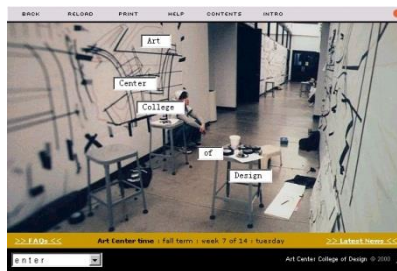 BACK RELOAD PRINT HELP CONTENTS INTRO
Art
Center
College
of
Design
>> FAQs << Art Center time : fall term : week 7 of 14 : tuesday >> Latest News <<
enter Art Center College of Design © 2000